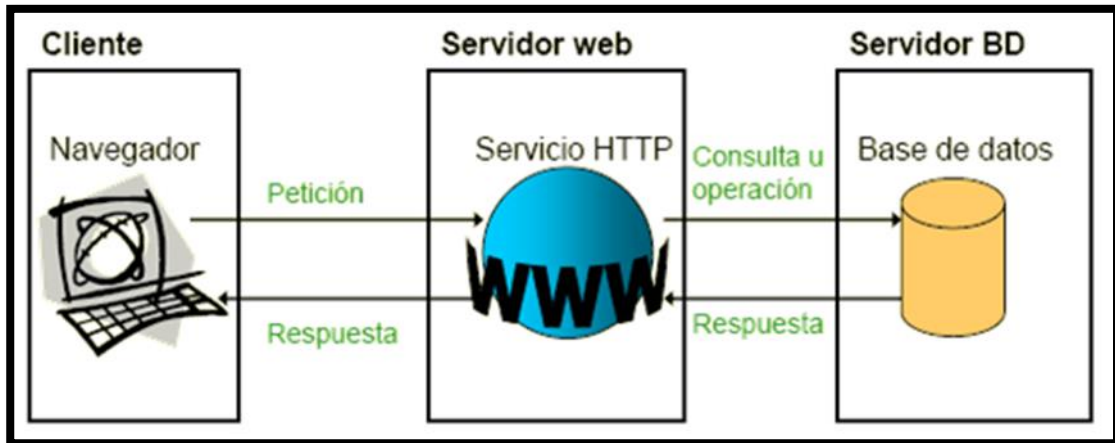 Cliente
Servidor web
Servidor BD
Navegador
Servicio HTTP
Base de datos
Petición
Consulta u
operación
WWW
Respuesta
Respuesta